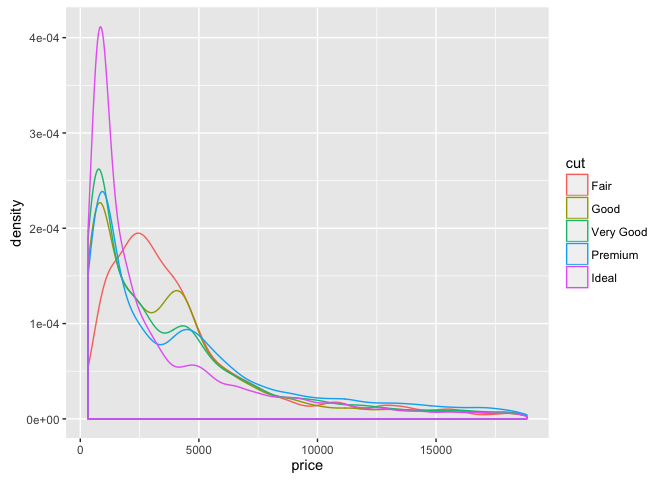 4e-04
3e-04
2e-04
1e-04
0e+00
density
0
5000
10000
15000
price
cut
Fair
Good
Very Good
Premium
Ideal